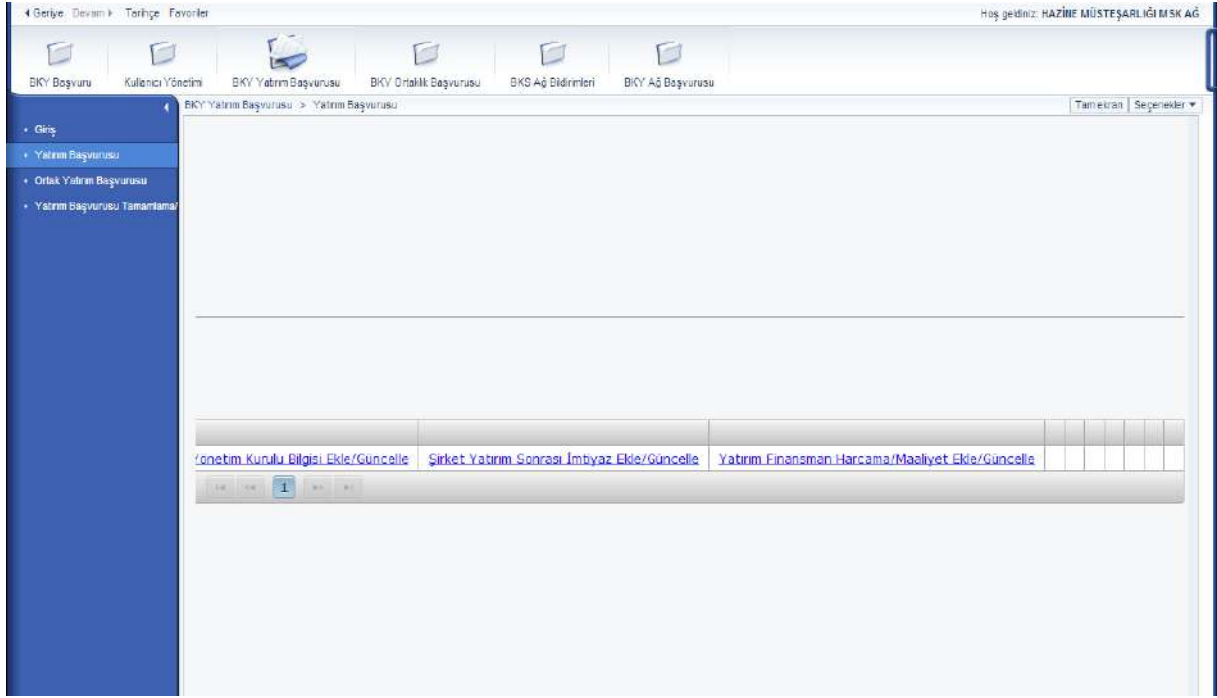 Geriye Devam Tarihçe Favoriler Hoş geldiniz: HAZİNE MÜSTEŞARLIĞI MSK AĞ
BKY Başvuru Kullanıcı Yönetimi BKY Yatırım Başvurusu BKV Ortaklık Başvurusu BKS Ağ Bildirimleri BKY Ağ Başvurusu
BKY Yatırım Başvurusu > Yatırım Başvurusu Tam ekran Seçenekler
Giriş
Yatırım Başvurusu
Ortak Yatırım Başvurusu
Yatırım Başvurusu Tamamlama/
Yönetim Kurulu Bilgisi Ekle/Güncelle Şirket Yatırım Sonrası İmtiyaz Ekle/Güncelle Yatırım Finansman Harcama/Maaliyet Ekle/Güncelle
1